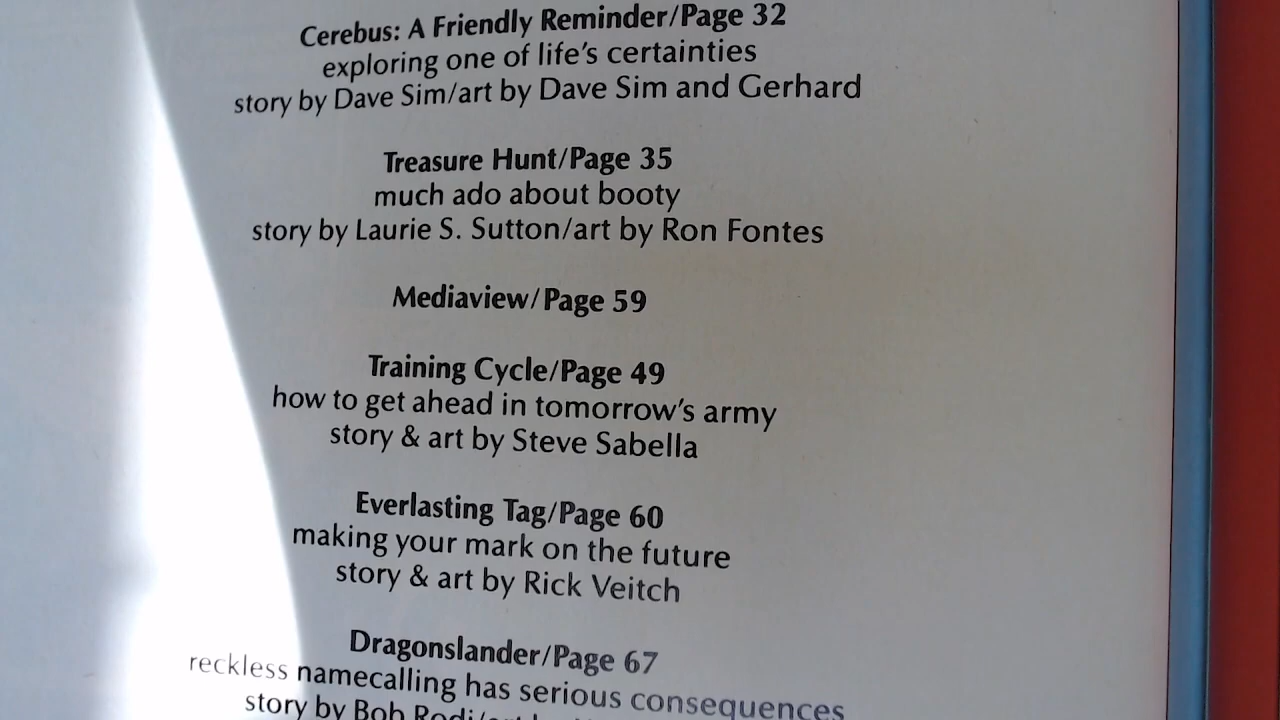 Cerebus: A Friendly Reminder/Page 32
exploring one of life's certainties
story by Dave Sim/art by Dave Sim and Gerhard
Treasure Hunt/Page 35
much ado about booty
story by Laurie S. Sutton/art by Ron Fontes
Mediaview/Page 59
Training Cycle/Page 49
how to get ahead in tomorrow's army
story & art by Steve Sabella
Everlasting Tag/Page 60
making your mark on the future
story & art by Rick Veitch
Dragonslander/Page 67
reckless namecalling has serious consequences
story by Bob Rodi/art by